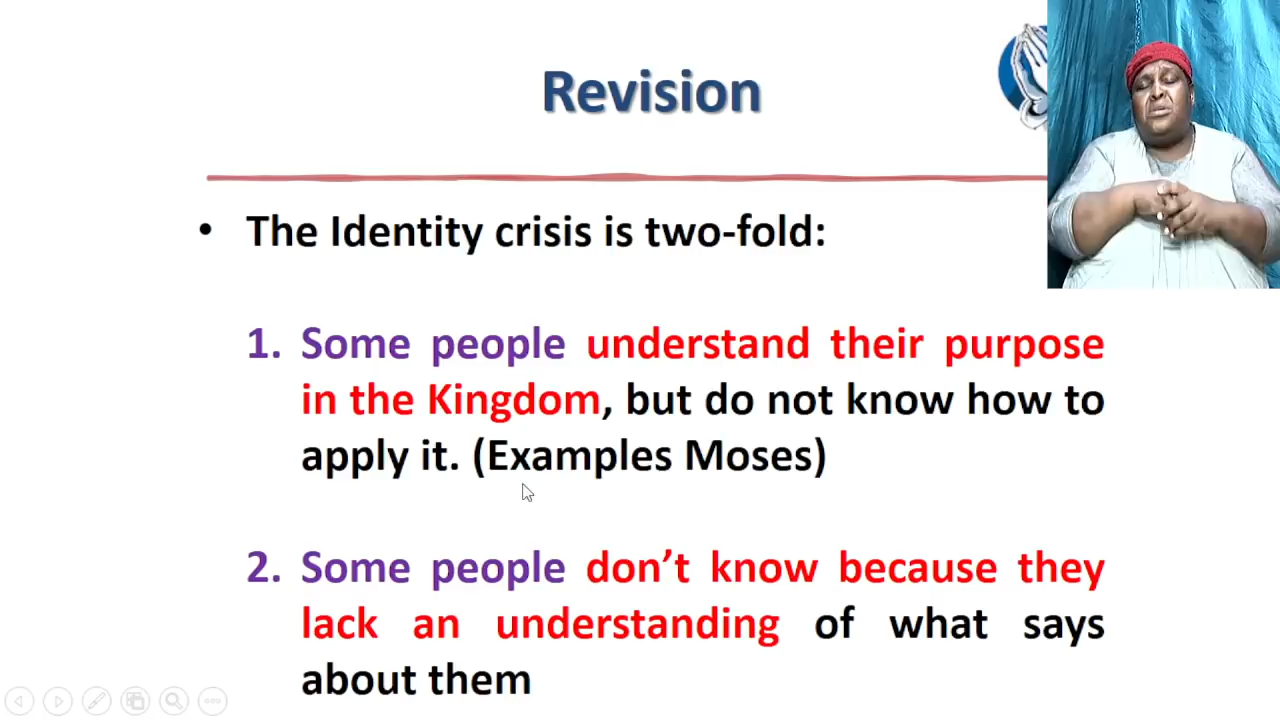 Revision
• The Identity crisis is two-fold:
1. Some people understand their purpose
in the Kingdom, but do not know how to
apply it. (Examples Moses)
2. Some people don’t know because they
lack an understanding of what says
about them